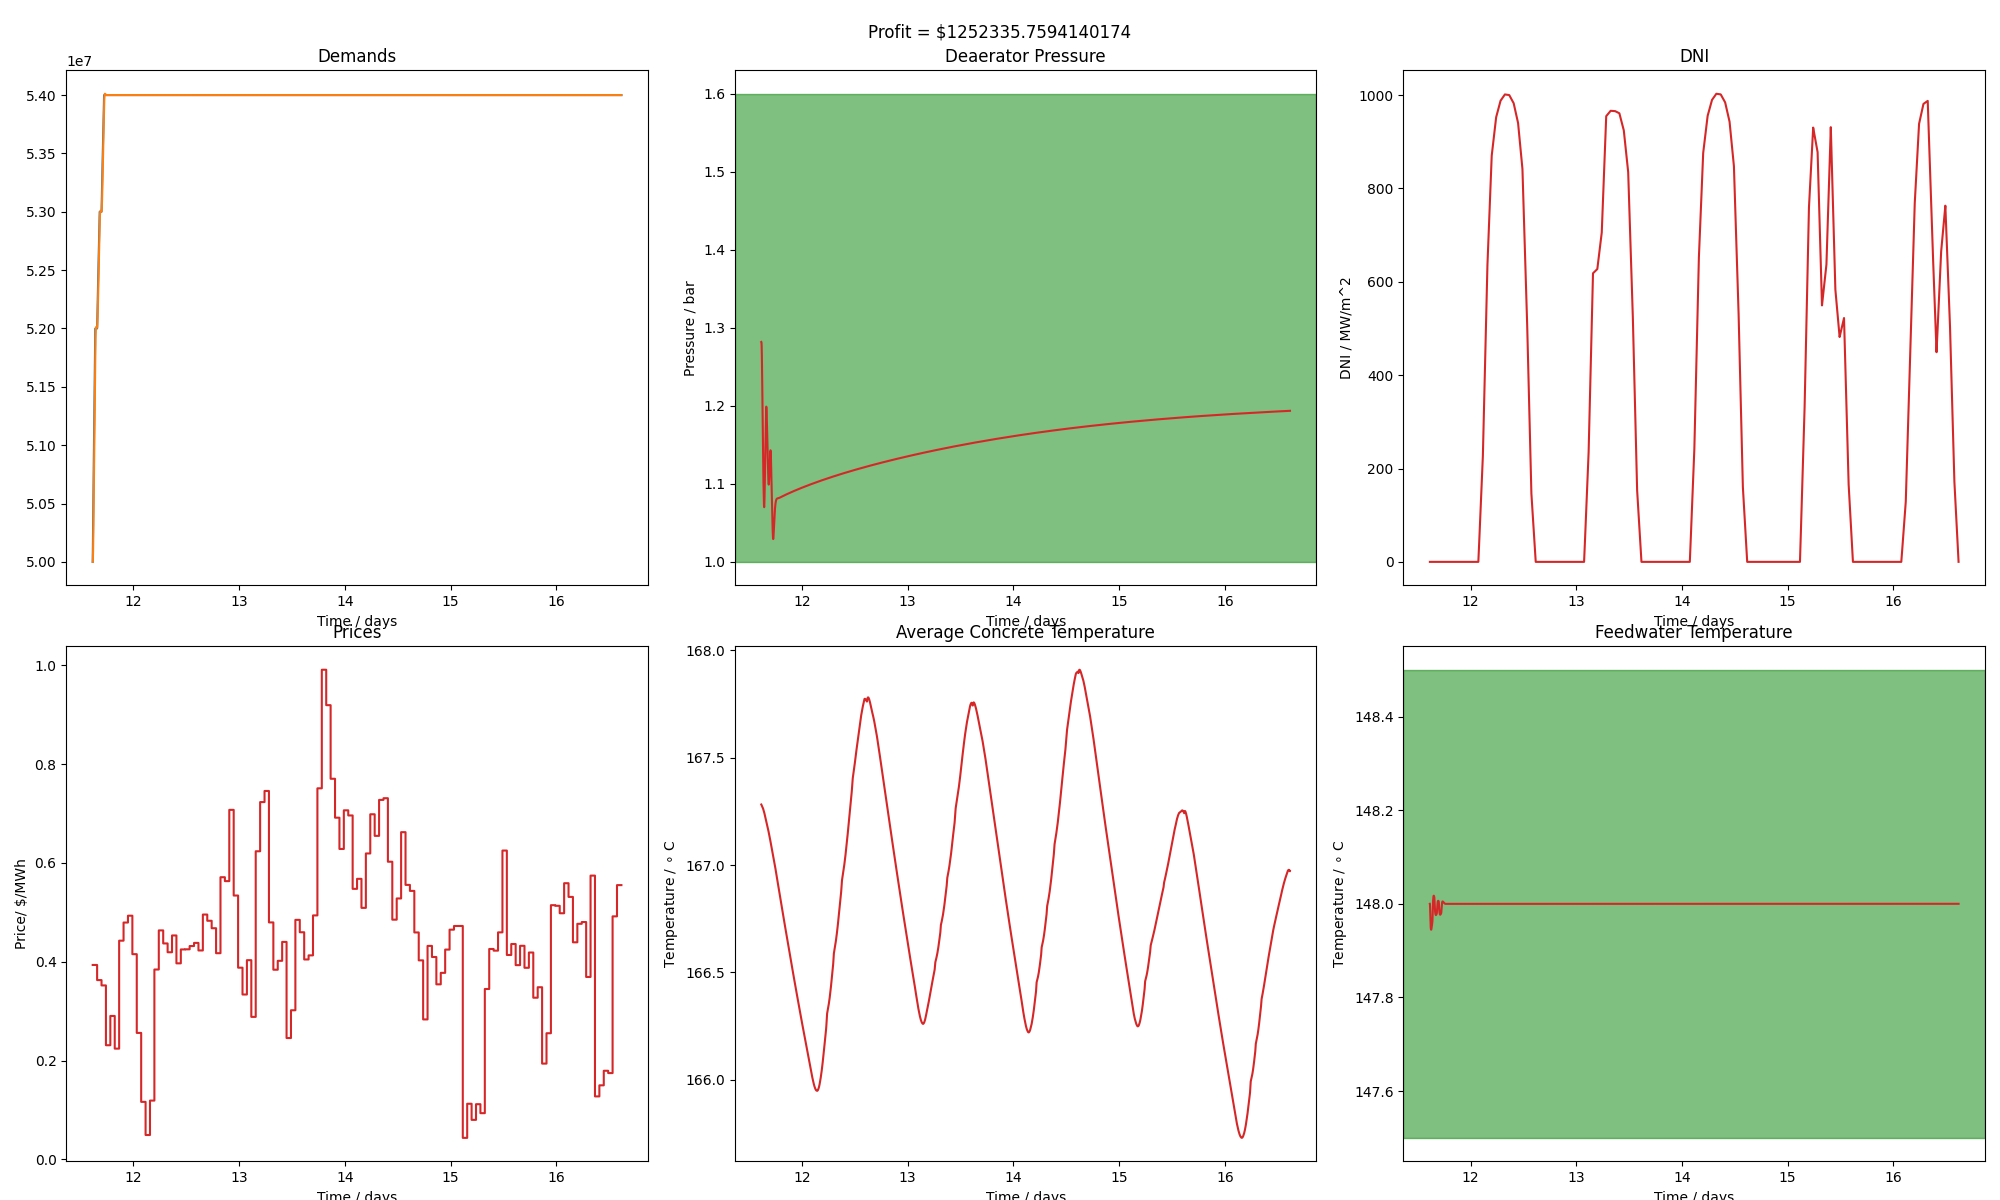 Profit = $1252335.7594140174
Demands
1e7
5.40
5.35
5.30
5.25
5.20
5.15
5.10
5.05
5.00
12 13 14 15 16
Time / days
Deaerator Pressure
Pressure / bar
1.6
1.5
1.4
1.3
1.2
1.1
1.0
12 13 14 15 16
Time / days
DNI
DNI / MW/m^2
1000
800
600
400
200
0
12 13 14 15 16
Time / days
Prices
Price/ $/MWh
1.0
0.8
0.6
0.4
0.2
0.0
12 13 14 15 16
Time / days
Average Concrete Temperature
Temperature / ∘ C
168.0
167.5
167.0
166.5
166.0
12 13 14 15 16
Time / days
Feedwater Temperature
Temperature / ∘ C
148.4
148.2
148.0
147.8
147.6
12 13 14 15 16
Time / days